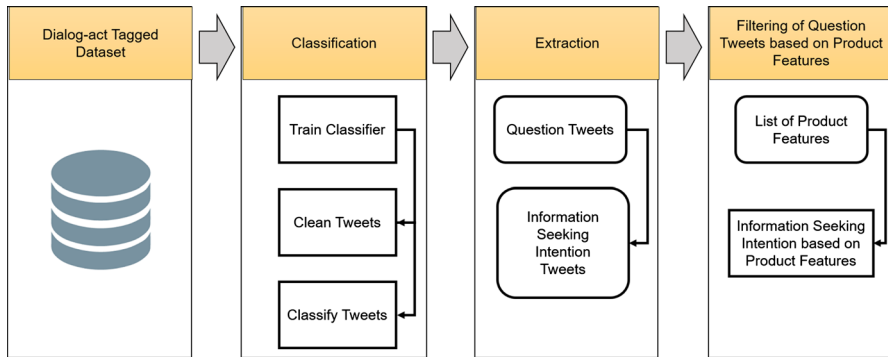 Dialog-act Tagged
Dataset
Classification
Train Classifier
Clean Tweets
Classify Tweets
Extraction
Question Tweets
Information
Seeking
Intention
Tweets
Filtering of Question
Tweets based on Product
Features
List of Product
Features
Information Seeking
Intention based on
Product Features